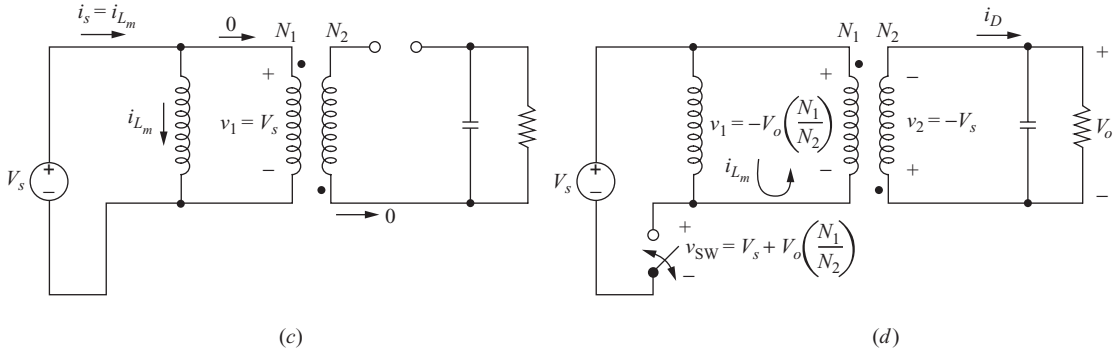 i_s = i_{L_m}
0
N_1
N_2
+
i_{L_m}
v_1 = V_s
−
V_s
+
−
0
(c)
i_D
N_1
N_2
+
+
−
v_1 = −V_o (N_1/N_2)
v_2 = −V_s
V_o
i_{L_m}
−
+
−
V_s
+
−
+
v_SW = V_s + V_o (N_1/N_2)
−
(d)